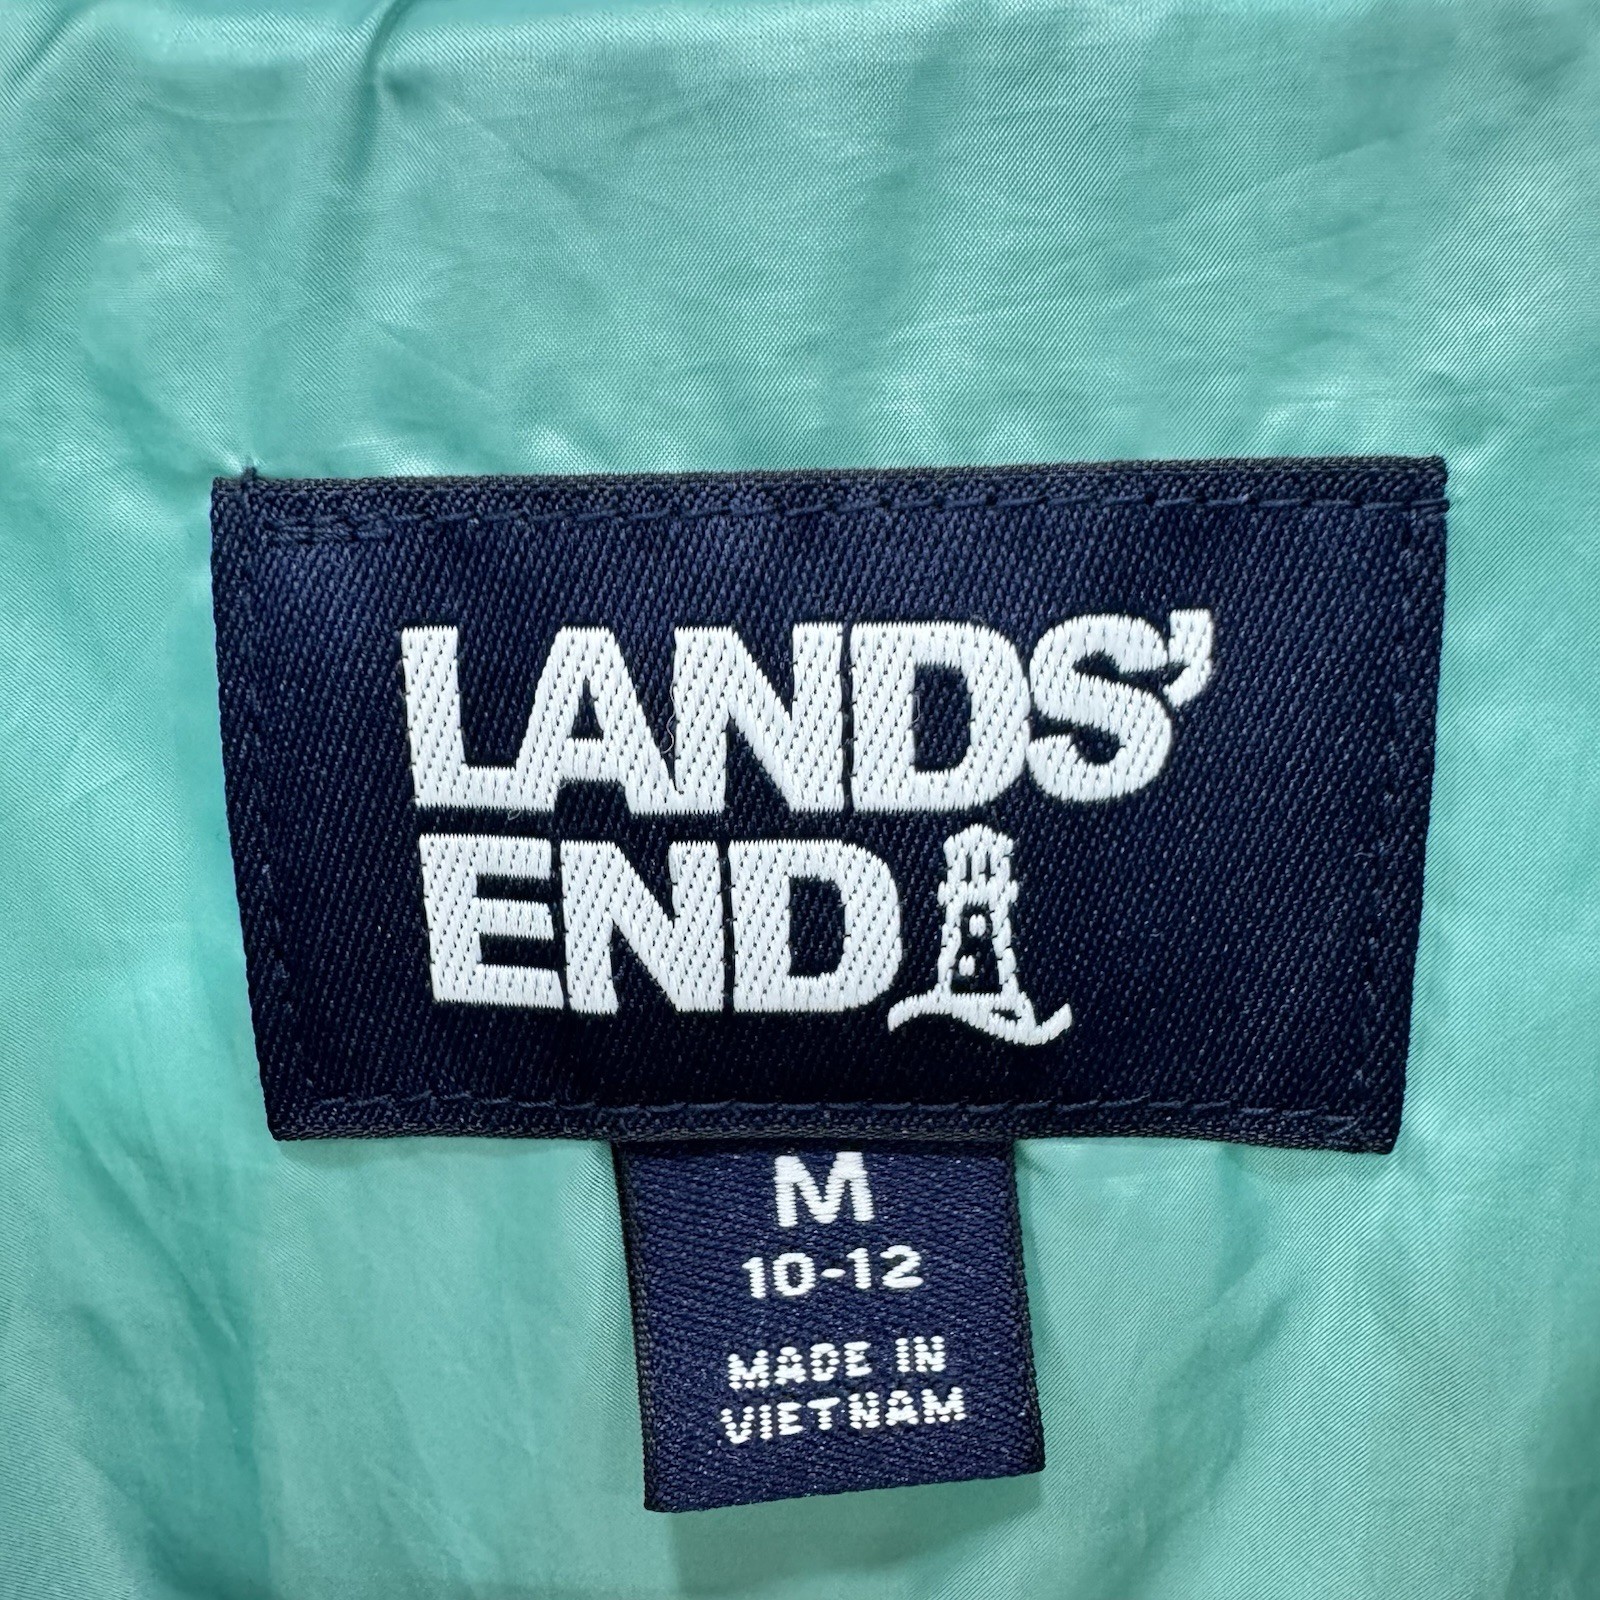 LANDS'
END
M
10-12
MADE IN
VIETNAM